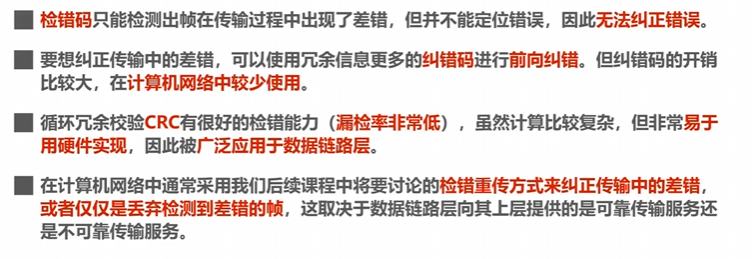 检错码只能检测出帧在传输过程中出现了差错，但并不能定位错误，因此无法纠正错误。
要想纠正传输中的差错，可以使用冗余信息更多的纠错码进行前向纠错。但纠错码的开销
比较大，在计算机网络中较少使用。
循环冗余校验CRC有很好的检错能力（漏检率非常低），虽然计算比较复杂，但非常易于
用硬件实现，因此被广泛应用于数据链路层。
在计算机网络中通常采用我们后续课程中将要讨论的检错重传方式来纠正传输中的差错，
或者仅仅是丢弃检测到差错的帧，这取决于数据链路层向其上层提供的是可靠传输服务还
是不可靠传输服务。